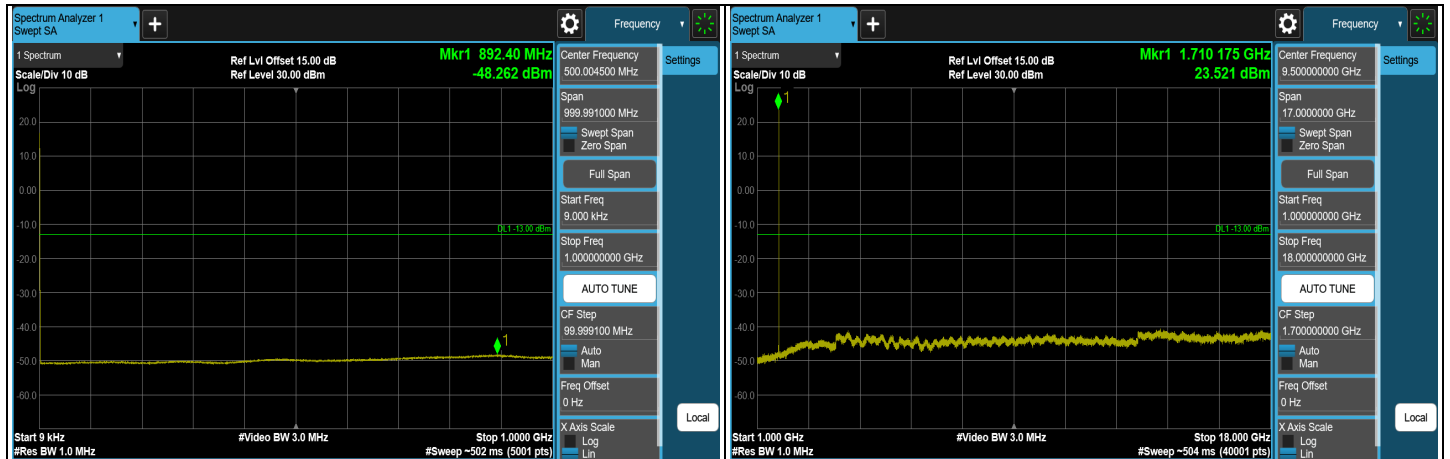 Spectrum Analyzer 1
Swept SA
+
Frequency
1 Spectrum
Scale/Div 10 dB
Log
Ref Lvl Offset 15.00 dB
Ref Level 30.00 dBm
Mkr1 892.40 MHz
-48.262 dBm
20.0
10.0
0.00
-10.0
-20.0
-30.0
-40.0
-50.0
-60.0
DL1 -13.00 dBm
1
Start 9 kHz
#Res BW 1.0 MHz
#Video BW 3.0 MHz
Stop 1.0000 GHz
#Sweep ~502 ms (5001 pts)
Center Frequency
500.004500 MHz
Span
999.991000 MHz
Swept Span
Zero Span
Full Span
Start Freq
9.000 kHz
Stop Freq
1.000000000 GHz
AUTO TUNE
CF Step
99.999100 MHz
Auto
Man
Freq Offset
0 Hz
X Axis Scale
Log
Lin
Settings
Local
Spectrum Analyzer 1
Swept SA
+
Frequency
1 Spectrum
Scale/Div 10 dB
Log
Ref Lvl Offset 15.00 dB
Ref Level 30.00 dBm
Mkr1 1.710 175 GHz
23.521 dBm
1
20.0
10.0
0.00
-10.0
-20.0
-30.0
-40.0
-50.0
-60.0
DL1 -13.00 dBm
Start 1.000 GHz
#Res BW 1.0 MHz
#Video BW 3.0 MHz
Stop 18.000 GHz
#Sweep ~504 ms (40001 pts)
Center Frequency
9.500000000 GHz
Span
17.0000000 GHz
Swept Span
Zero Span
Full Span
Start Freq
1.000000000 GHz
Stop Freq
18.000000000 GHz
AUTO TUNE
CF Step
1.700000000 GHz
Auto
Man
Freq Offset
0 Hz
X Axis Scale
Log
Lin
Settings
Local